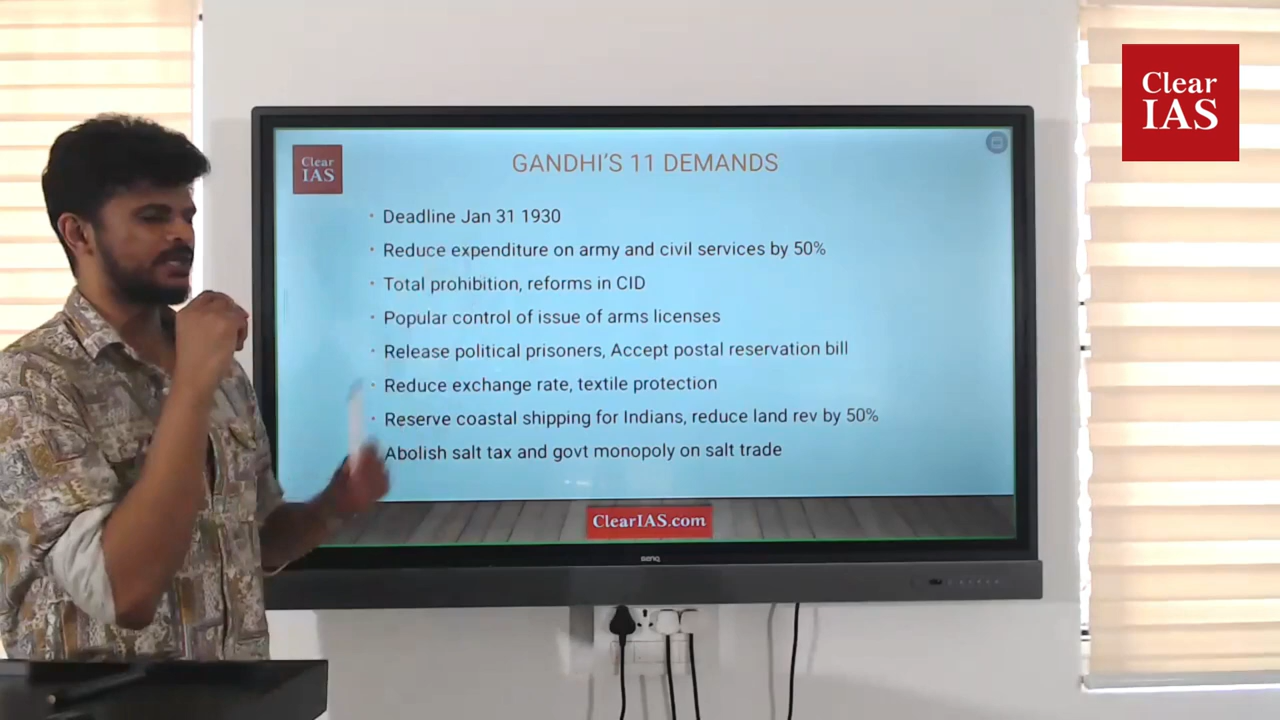 Clear
IAS
Clear
IAS
GANDHI'S 11 DEMANDS
• Deadline Jan 31 1930
• Reduce expenditure on army and civil services by 50%
• Total prohibition, reforms in CID
• Popular control of issue of arms licenses
• Release political prisoners, Accept postal reservation bill
• Reduce exchange rate, textile protection
• Reserve coastal shipping for Indians, reduce land rev by 50%
Abolish salt tax and govt monopoly on salt trade
ClearIAS.com
BenQ